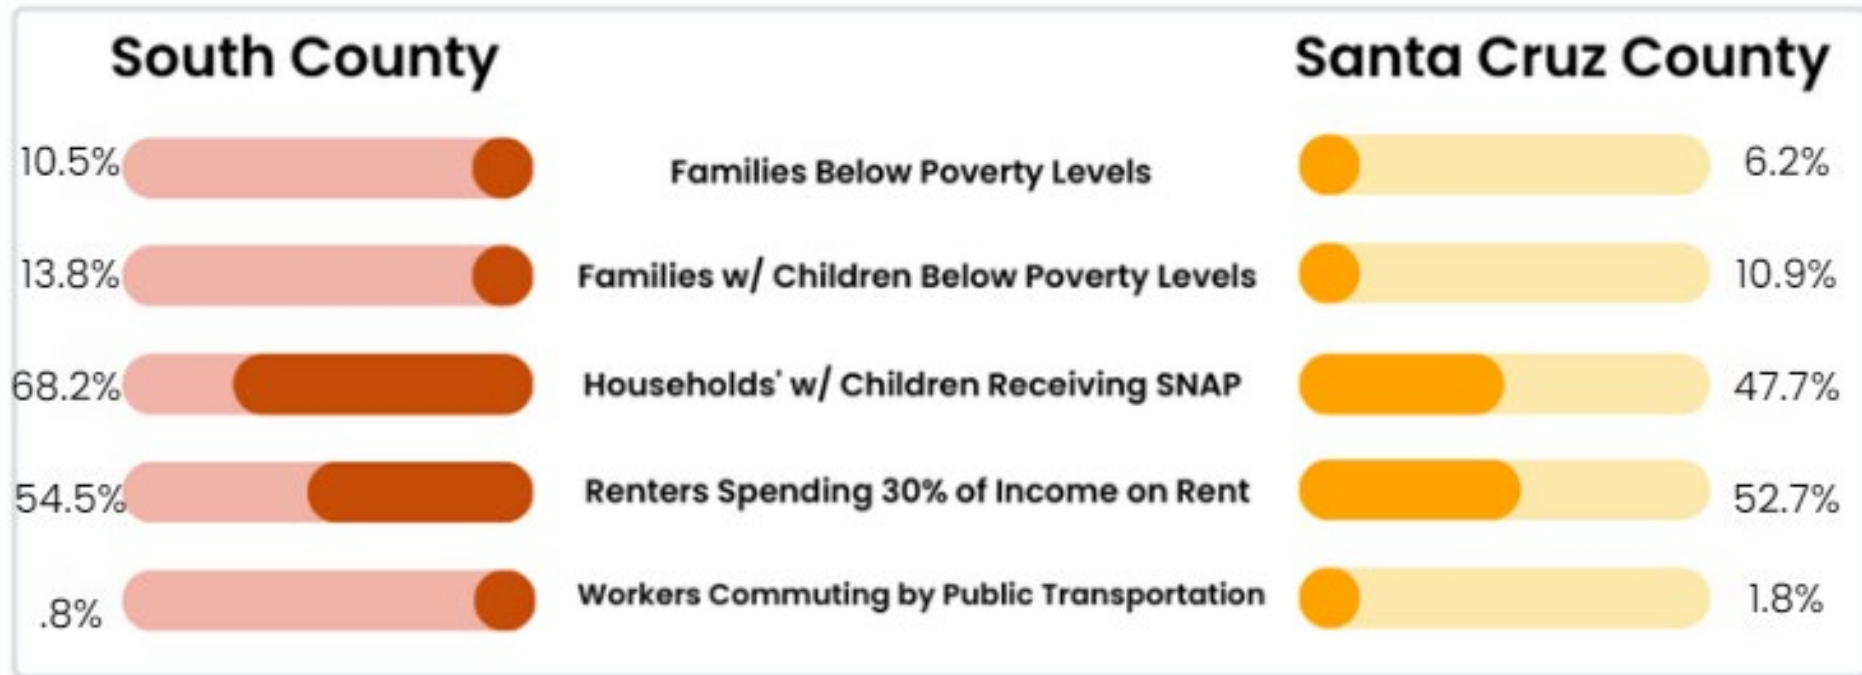 South County Santa Cruz County
10.5% Families Below Poverty Levels 6.2%
13.8% Families w/ Children Below Poverty Levels 10.9%
68.2% Households' w/ Children Receiving SNAP 47.7%
54.5% Renters Spending 30% of Income on Rent 52.7%
.8% Workers Commuting by Public Transportation 1.8%